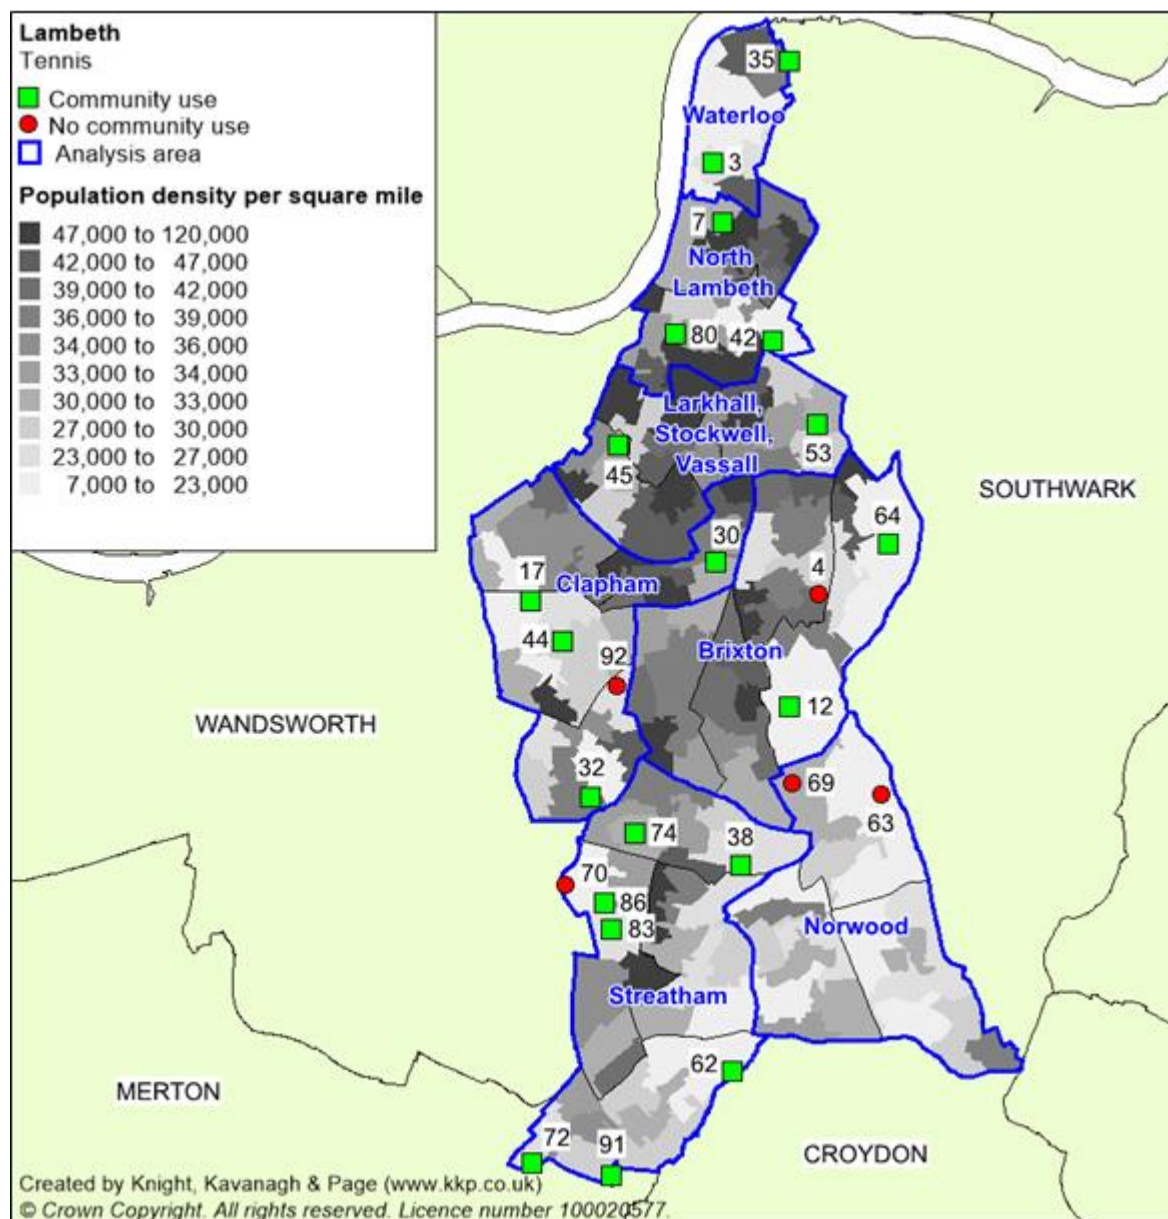 Lambeth
Tennis
Community use
No community use
Analysis area
Population density per square mile
47,000 to 120,000
42,000 to 47,000
39,000 to 42,000
36,000 to 39,000
34,000 to 36,000
33,000 to 34,000
30,000 to 33,000
27,000 to 30,000
23,000 to 27,000
7,000 to 23,000
35
Waterloo
3
7
North
Lambeth
80
42
Larkhall,
Stockwell,
Vassall
53
45
SOUTHWARK
64
30
4
17
Clapham
44
92
Brixton
12
WANDSWORTH
32
69
63
74
38
70
86
83
Norwood
Streatham
62
MERTON
72
91
CROYDON
Created by Knight, Kavanagh & Page (www.kkp.co.uk)
© Crown Copyright. All rights reserved. Licence number 100020577.